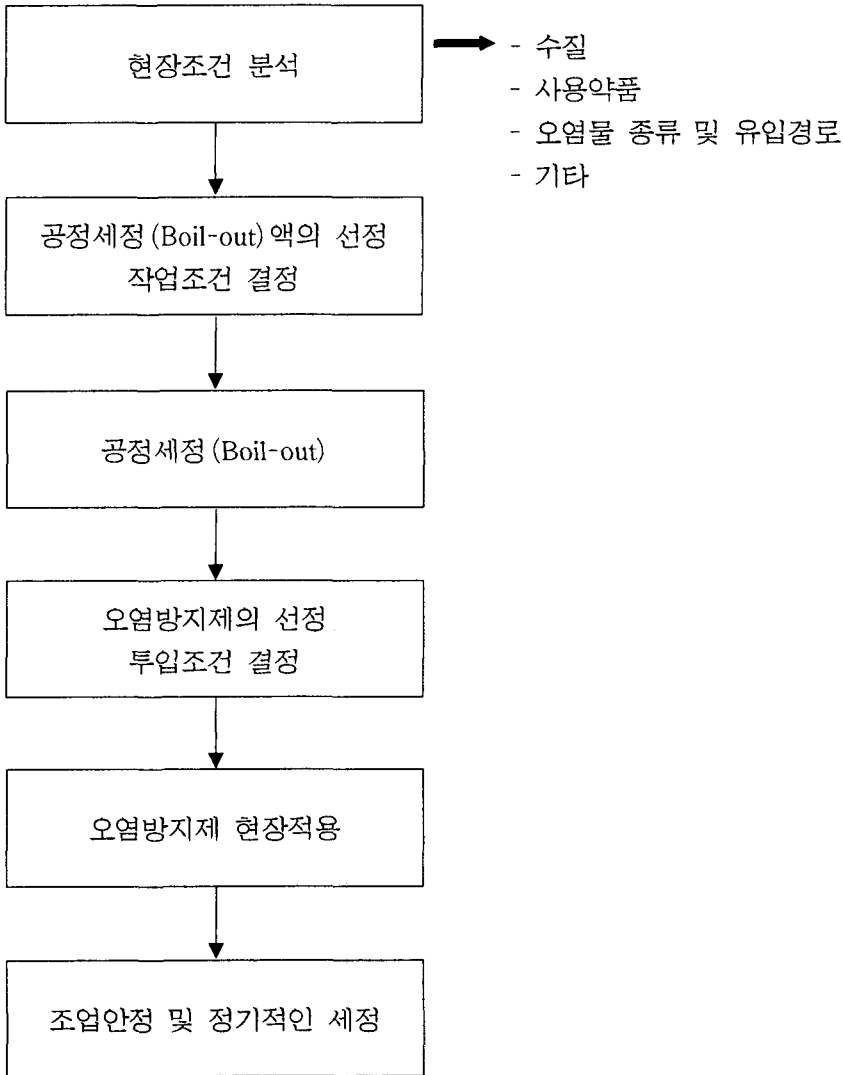 현장조건 분석
- 수질
- 사용약품
- 오염물 종류 및 유입경로
- 기타
공정세정(Boil-out)액의 선정
작업조건 결정
공정세정(Boil-out)
오염방지제의 선정
투입조건 결정
오염방지제 현장적용
조업안정 및 정기적인 세정